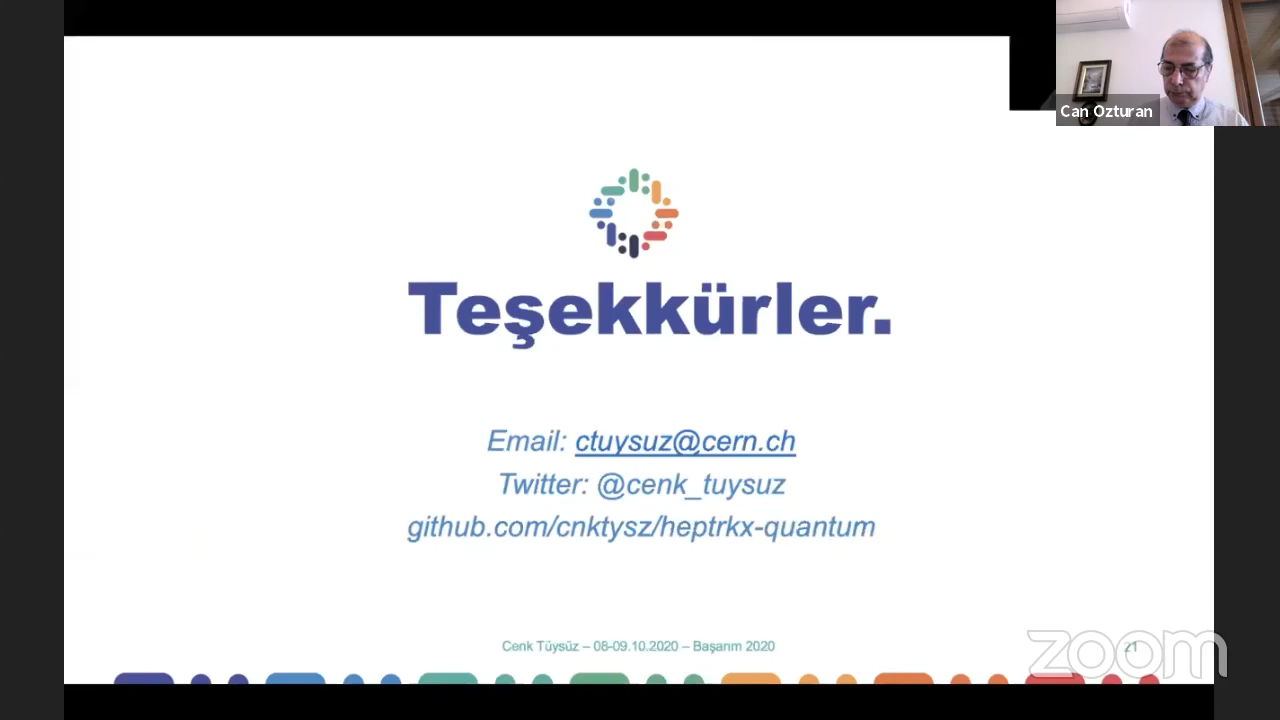 Can Ozturan
Teşekkürler.
Email: ctuysuz@cern.ch
Twitter: @cenk_tuysuz
github.com/cnktysz/heptrkx-quantum
Cenk Tüysüz – 08-09.10.2020 – Başarım 2020
21
zoom